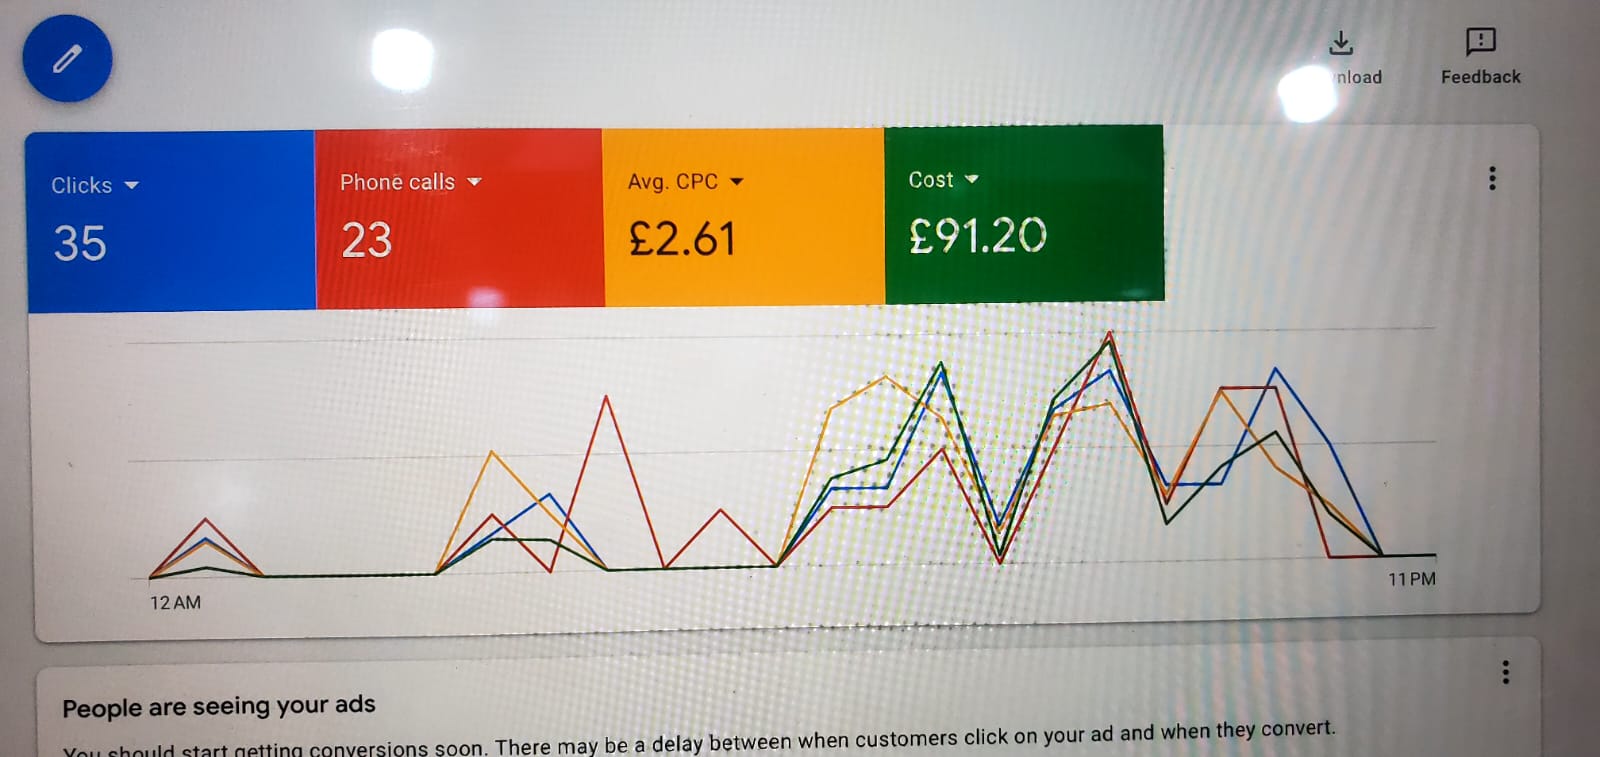 Feedback
Clicks
35
Phone calls
23
Avg. CPC
£2.61
Cost
£91.20
12 AM
11 PM
People are seeing your ads
You should start getting conversions soon. There may be a delay between when customers click on your ad and when they convert.